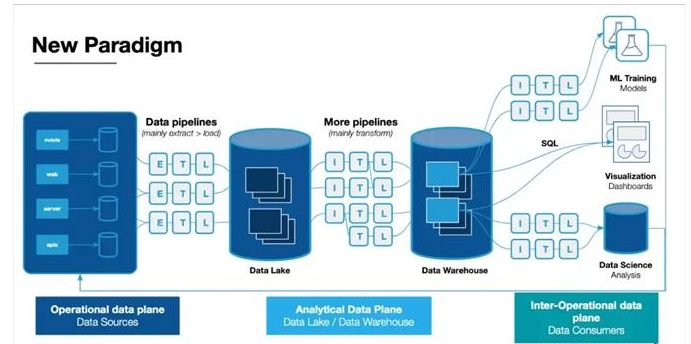 New Paradigm
Data pipelines
(mainly extract > load)
More pipelines
(mainly transform)
mobile
web
server
apis
E T L
E T L
E T L
Data Lake
I T L
I T L
I T L
T L
Data Warehouse
I T L
I T L
SQL
I T L
I T L
ML Training
Models
Visualization
Dashboards
Data Science
Analysis
Operational data plane
Data Sources
Analytical Data Plane
Data Lake / Data Warehouse
Inter-Operational data
plane
Data Consumers